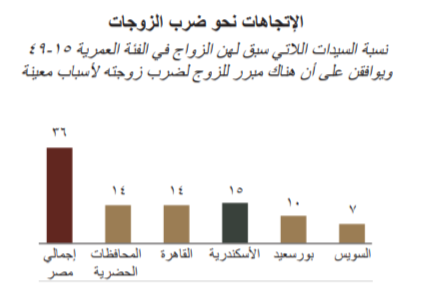 الإتجاهات نحو ضرب الزوجات
نسبة السيدات اللاتي سبق لهن الزواج في الفئة العمرية ١٥-٤٩
ويوافقن على أن هناك مبرر للزوج لضرب زوجته لأسباب معينة
٣٦
١٤
١٤
١٥
١٠
٧
إجمالي مصر
المحافظات الحضرية
القاهرة
الأسكندرية
بورسعيد
السويس